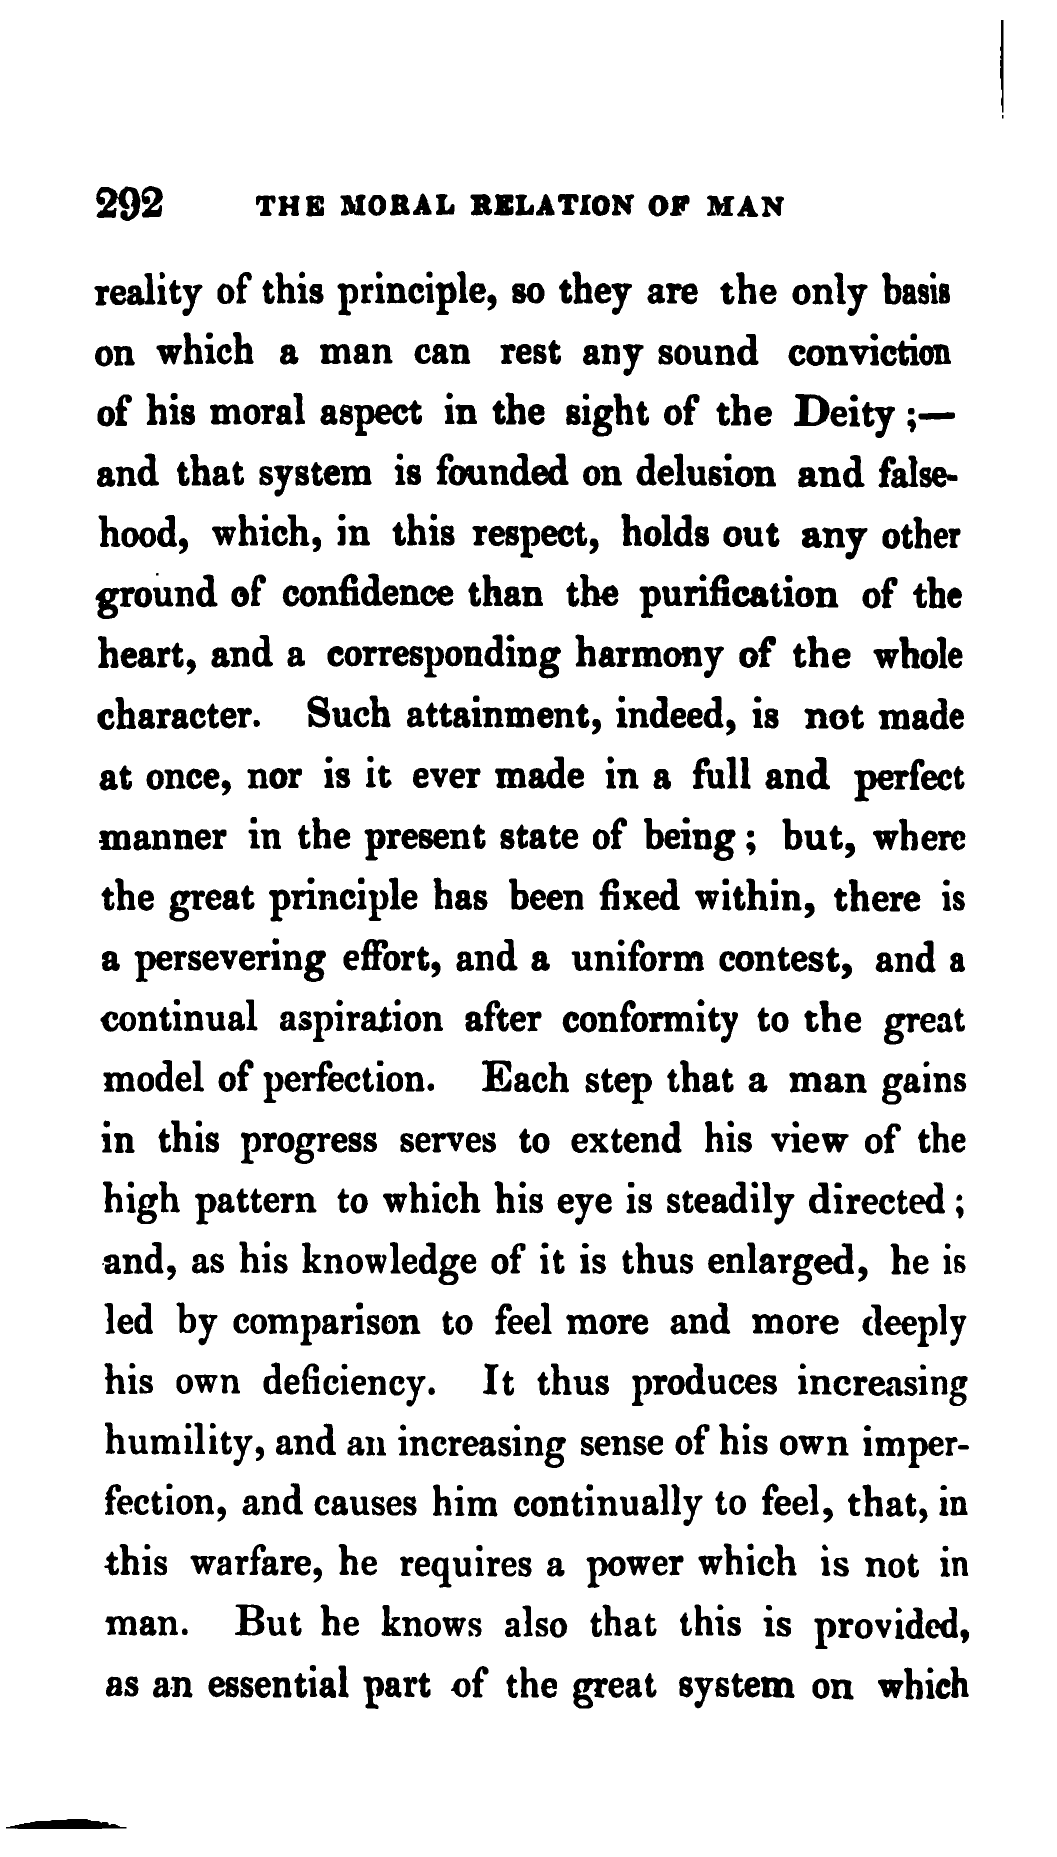 292 THE MORAL RELATION OF MAN
reality of this principle, so they are the only basis
on which a man can rest any sound conviction
of his moral aspect in the sight of the Deity ;—
and that system is founded on delusion and false-
hood, which, in this respect, holds out any other
ground of confidence than the purification of the
heart, and a corresponding harmony of the whole
character. Such attainment, indeed, is not made
at once, nor is it ever made in a full and perfect
manner in the present state of being ; but, where
the great principle has been fixed within, there is
a persevering effort, and a uniform contest, and a
continual aspiration after conformity to the great
model of perfection. Each step that a man gains
in this progress serves to extend his view of the
high pattern to which his eye is steadily directed ;
and, as his knowledge of it is thus enlarged, he is
led by comparison to feel more and more deeply
his own deficiency. It thus produces increasing
humility, and an increasing sense of his own imper-
fection, and causes him continually to feel, that, in
this warfare, he requires a power which is not in
man. But he knows also that this is provided,
as an essential part of the great system on which